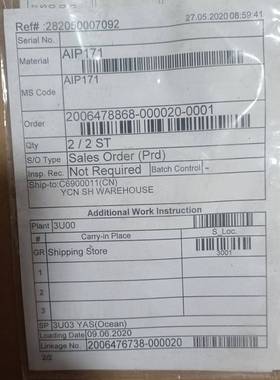 27.05.2020 08:59:41
Ref# :282050007092
Serial No.
Material AIP171
MS Code AIP171
Order 2006478868-000020-0001
Qty 2 / 2 ST
S/O Type Sales Order (Prd)
Insp. Rec. Not Required Batch Control -
Ship-to:C6900011(CN)
YCN SH WAREHOUSE
Additional Work Instruction
Plant 3U00
# Carry-in Place S_Loc.
GR Shipping Store 3001
1
2
3
SP 3U03 YAS(Ocean)
Loading Date 09.06.2020
Linkage No. 2006476738-000020
2/2